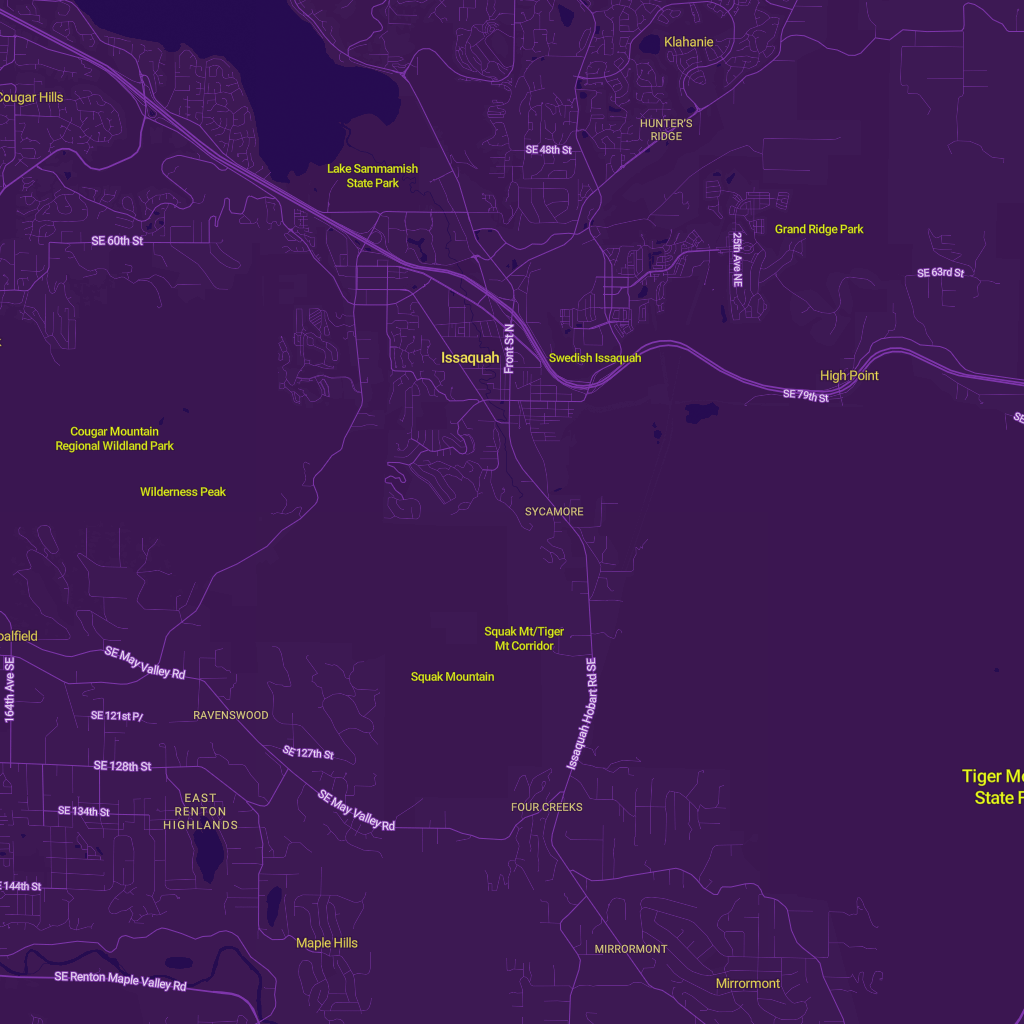 Klahanie
Cougar Hills
HUNTER'S
RIDGE
SE 48th St
Lake Sammamish
State Park
Grand Ridge Park
SE 60th St
25th Ave NE
SE 63rd St
Front St N
Issaquah
Swedish Issaquah
High Point
SE 79th St
SE
Cougar Mountain
Regional Wildland Park
Wilderness Peak
SYCAMORE
Squak Mt/Tiger
Mt Corridor
oalfield
SE May Valley Rd
Squak Mountain
164th Ave SE
Issaquah Hobart Rd SE
SE 121st Pl
RAVENSWOOD
SE 127th St
SE 128th St
Tiger Mo
State P
EAST
RENTON
HIGHLANDS
SE 134th St
SE May Valley Rd
FOUR CREEKS
E 144th St
Maple Hills
MIRRORMONT
SE Renton Maple Valley Rd
Mirrormont